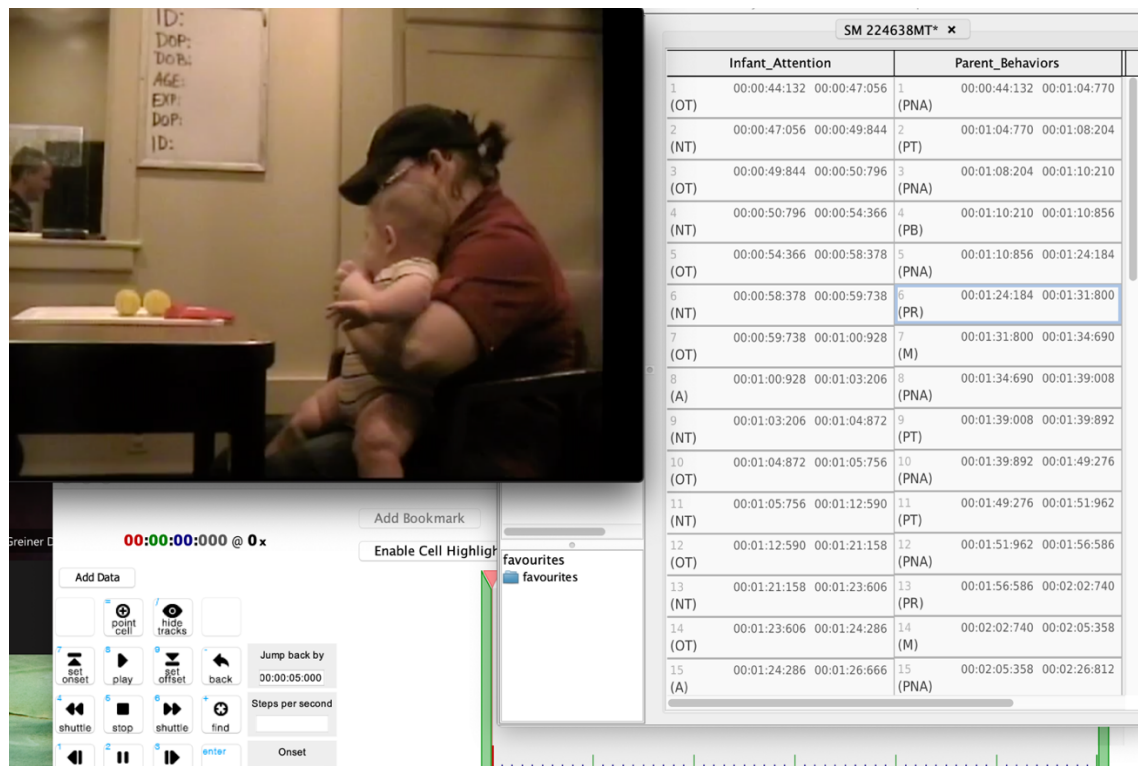 ID:
DOP:
DOB:
AGE:
EXP:
DOP:
ID:
SM 224638MT* ×
Infant_Attention Parent_Behaviors
1 00:00:44:132 00:00:47:056 1 00:00:44:132 00:01:04:770
(OT) (PNA)
2 00:00:47:056 00:00:49:844 2 00:01:04:770 00:01:08:204
(NT) (PT)
3 00:00:49:844 00:00:50:796 3 00:01:08:204 00:01:10:210
(OT) (PNA)
4 00:00:50:796 00:00:54:366 4 00:01:10:210 00:01:10:856
(NT) (PB)
5 00:00:54:366 00:00:58:378 5 00:01:10:856 00:01:24:184
(OT) (PNA)
6 00:00:58:378 00:00:59:738 6 00:01:24:184 00:01:31:800
(NT) (PR)
7 00:00:59:738 00:01:00:928 7 00:01:31:800 00:01:34:690
(OT) (M)
8 00:01:00:928 00:01:03:206 8 00:01:34:690 00:01:39:008
(A) (PNA)
9 00:01:03:206 00:01:04:872 9 00:01:39:008 00:01:39:892
(NT) (PT)
10 00:01:04:872 00:01:05:756 10 00:01:39:892 00:01:49:276
(OT) (PNA)
11 00:01:05:756 00:01:12:590 11 00:01:49:276 00:01:51:962
(NT) (PT)
12 00:01:12:590 00:01:21:158 12 00:01:51:962 00:01:56:586
(OT) (PNA)
13 00:01:21:158 00:01:23:606 13 00:01:56:586 00:02:02:740
(NT) (PR)
14 00:01:23:606 00:01:24:286 14 00:02:02:740 00:02:05:358
(OT) (M)
15 00:01:24:286 00:01:26:666 15 00:02:05:358 00:02:26:812
(A) (PNA)
Add Bookmark
Greiner D
00:00:00:000 @ 0x
Enable Cell Highligh
favourites
favourites
Add Data
= point cell
/ hide tracks
7 set onset
8 play
9 set offset
- back
Jump back by
00:00:05:000
4 shuttle
5 stop
6 shuttle
+ find
Steps per second
1
2
3
enter
Onset